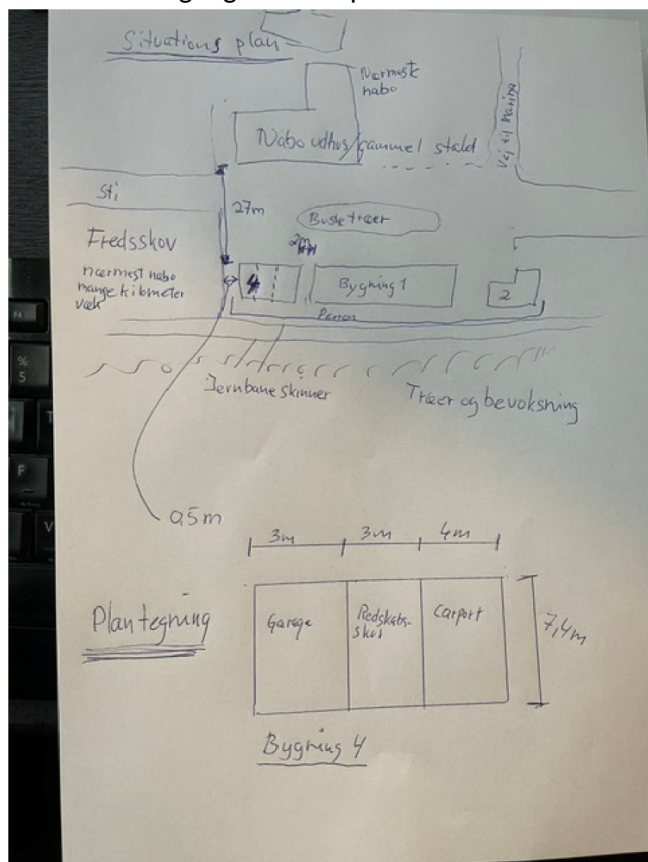 Situations plan
Nærmest
nabo
Nabo udhus/gammel stald
Vej til Marina
Sti
27m
Buske træer
Fredsskov
2m
nærmest nabo
mange kilometer
væk
4
Bygning 1
2
Perron
Jernbane skinner
Træer og bevoksning
0,5m
3m 3m 4m
Plantegning
Garage
Redskabs-
skur
Carport
7,4m
Bygning 4